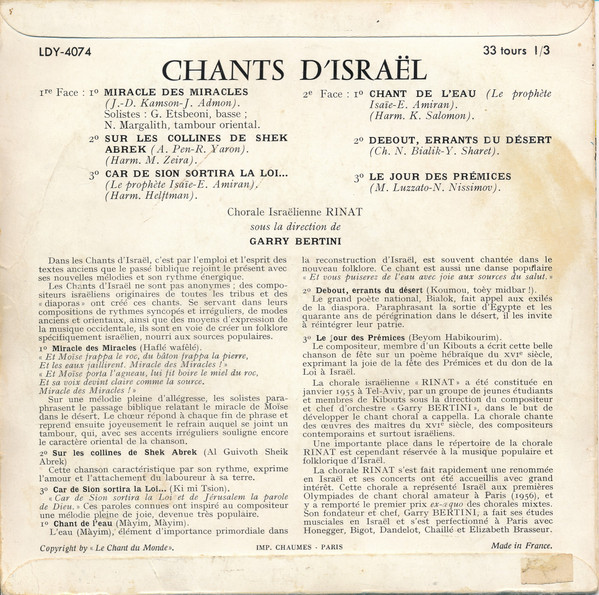 LDY-4074
33 tours 1/3
CHANTS D'ISRAËL
1re Face : 1º MIRACLE DES MIRACLES
(J.-D. Kamson-J. Admon).
Solistes : G. Etsbeoni, basse ;
N. Margalith, tambour oriental.
2º SUR LES COLLINES DE SHEK
ABREK (A. Pen-R. Yaron).
(Harm. M. Zeira).
3º CAR DE SION SORTIRA LA LOI...
(Le prophète Isaïe-E. Amiran),
(Harm. Helftman).
2e Face : 1º CHANT DE L'EAU (Le prophète
Isaïe-E. Amiran).
(Harm. K. Salomon).
2º DEBOUT, ERRANTS DU DÉSERT
(Ch. N. Bialik-Y. Sharet).
3º LE JOUR DES PRÉMICES
(M. Luzzato-N. Nissimov).
Chorale Israëlienne RINAT
sous la direction de
GARRY BERTINI
Dans les Chants d'Israël, c'est par l'emploi et l'esprit des
textes anciens que le passé biblique rejoint le présent avec
ses nouvelles mélodies et son rythme énergique.
Les Chants d'Israël ne sont pas anonymes ; des compo-
siteurs israëliens originaires de toutes les tribus et des
« diasporas » ont créé ces chants. Se servant dans leurs
compositions de rythmes syncopés et irréguliers, de modes
anciens et orientaux, ainsi que des moyens d'expression de
la musique occidentale, ils sont en voie de créer un folklore
spécifiquement israëlien, nourri aux sources populaires.
1º Miracle des Miracles (Haflé wafélé).
« Et Moïse frappa le roc, du bâton frappa la pierre,
Et les eaux jaillirent. Miracle des Miracles ! »
« Et Moïse porta l'agneau, lui fit boire le miel du roc,
Et sa voix devint claire comme la source.
Miracle des Miracles ! »
Sur une mélodie pleine d'allégresse, les solistes para-
phrasent le passage biblique relatant le miracle de Moïse
dans le désert. Le chœur répond à chaque fin de phrase et
reprend ensuite joyeusement le refrain auquel se joint un
tambour, qui, avec ses accents irréguliers souligne encore
le caractère oriental de la chanson.
2º Sur les collines de Shek Abrek (Al Guivoth Sheik
Abrek)
Cette chanson caractéristique par son rythme, exprime
l'amour et l'attachement du laboureur à sa terre.
3º Car de Sion sortira la Loi... (Ki mi Tsion).
« Car de Sion sortira la Loi et de Jérusalem la parole
de Dieu. » Ces paroles connues ont inspiré au compositeur
une mélodie pleine de joie, devenue très populaire.
1º Chant de l'eau (Màyim, Màyim).
L'eau (Màyim), élément d'importance primordiale dans
la reconstruction d'Israël, est souvent chantée dans le
nouveau folklore. Ce chant est aussi une danse populaire
« Et vous puiserez de l'eau avec joie aux sources du salut. »
2º Debout, errants du désert (Koumou, toèy midbar !).
Le grand poète national, Bialok, fait appel aux exilés
de la diaspora. Paraphrasant la sortie d'Égypte et les
quarante ans de pérégrination dans le désert, il les invite
à réintégrer leur patrie.
3º Le jour des Prémices (Beyom Habikourim).
Le compositeur, membre d'un Kibouts a écrit cette belle
chanson de fête sur un poème hébraïque du XVIe siècle,
exprimant la joie de la fête des Prémices et du don de la
Loi à Israël.
La chorale israëlienne « RINAT » a été constituée en
janvier 1955 à Tel-Aviv, par un groupe de jeunes étudiants
et membres de Kibouts sous la direction du compositeur
et chef d'orchestre « Garry BERTINI », dans le but de
développer le chant choral a cappella. La chorale chante
des œuvres des maîtres du XVIe siècle, des compositeurs
contemporains et surtout israëliens.
Une importante place dans le répertoire de la chorale
RINAT est cependant réservée à la musique populaire et
folklorique d'Israël.
La chorale RINAT s'est fait rapidement une renommée
en Israël et ses concerts ont été accueillis avec grand
intérêt. Cette chorale a représenté Israël aux premières
Olympiades de chant choral amateur à Paris (1956), et
y a remporté le premier prix ex-æquo des chorales mixtes.
Son fondateur et chef, Garry BERTINI, a fait ses études
musicales en Israël et s'est perfectionné à Paris avec
Honegger, Bigot, Dandelot, Chaillé et Elizabeth Brasseur.
Copyright by « Le Chant du Monde ».
IMP. CHAUMES - PARIS
Made in France.